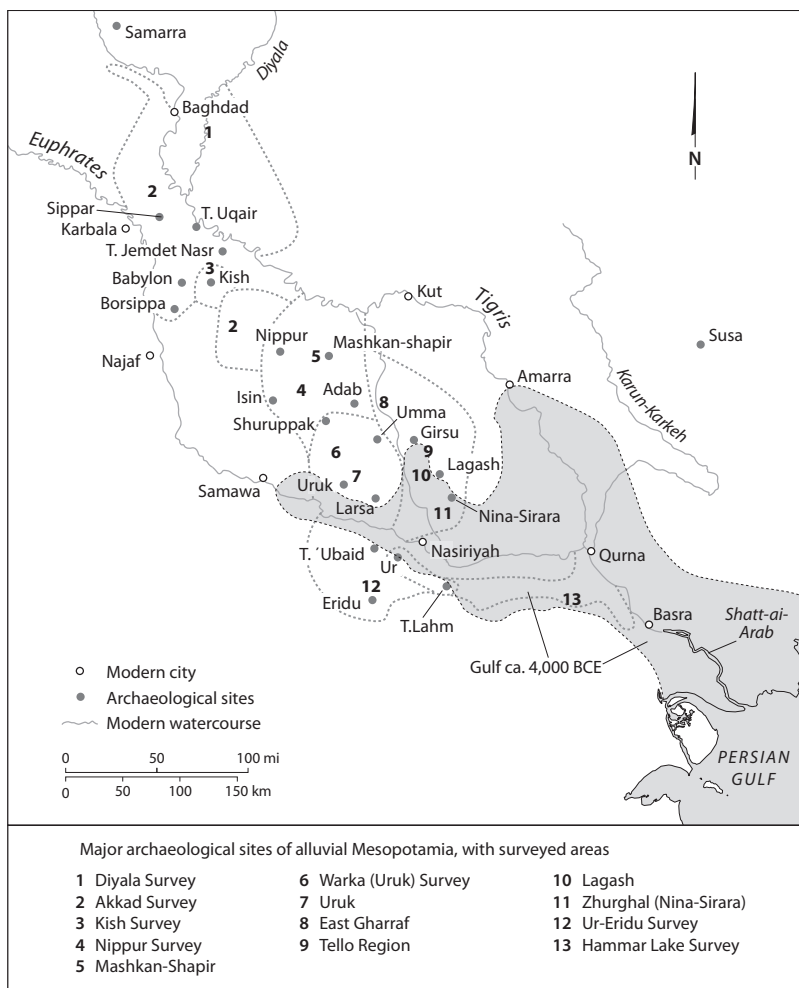 Samarra
Diyala
Baghdad
1
Euphrates
N
2
Sippar
T. Uqair
Karbala
T. Jemdet Nasr
3
Babylon
Kish
Borsippa
Kut
Tigris
2
Nippur
Mashkan-shapir
5
Susa
Najaf
Amarra
Karun-Karkeh
4
Isin
Adab
8
Umma
Shuruppak
Girsu
6
9
Lagash
10
Uruk
7
Samawa
Larsa
11
Nina-Sirara
T. ´Ubaid
Nasiriyah
Qurna
Ur
12
Eridu
13
T.Lahm
Basra
Shatt-ai-
Arab
Gulf ca. 4,000 BCE
Modern city
Archaeological sites
Modern watercourse
0 50 100 mi
0 50 100 150 km
PERSIAN
GULF
Major archaeological sites of alluvial Mesopotamia, with surveyed areas
1 Diyala Survey
2 Akkad Survey
3 Kish Survey
4 Nippur Survey
5 Mashkan-Shapir
6 Warka (Uruk) Survey
7 Uruk
8 East Gharraf
9 Tello Region
10 Lagash
11 Zhurghal (Nina-Sirara)
12 Ur-Eridu Survey
13 Hammar Lake Survey